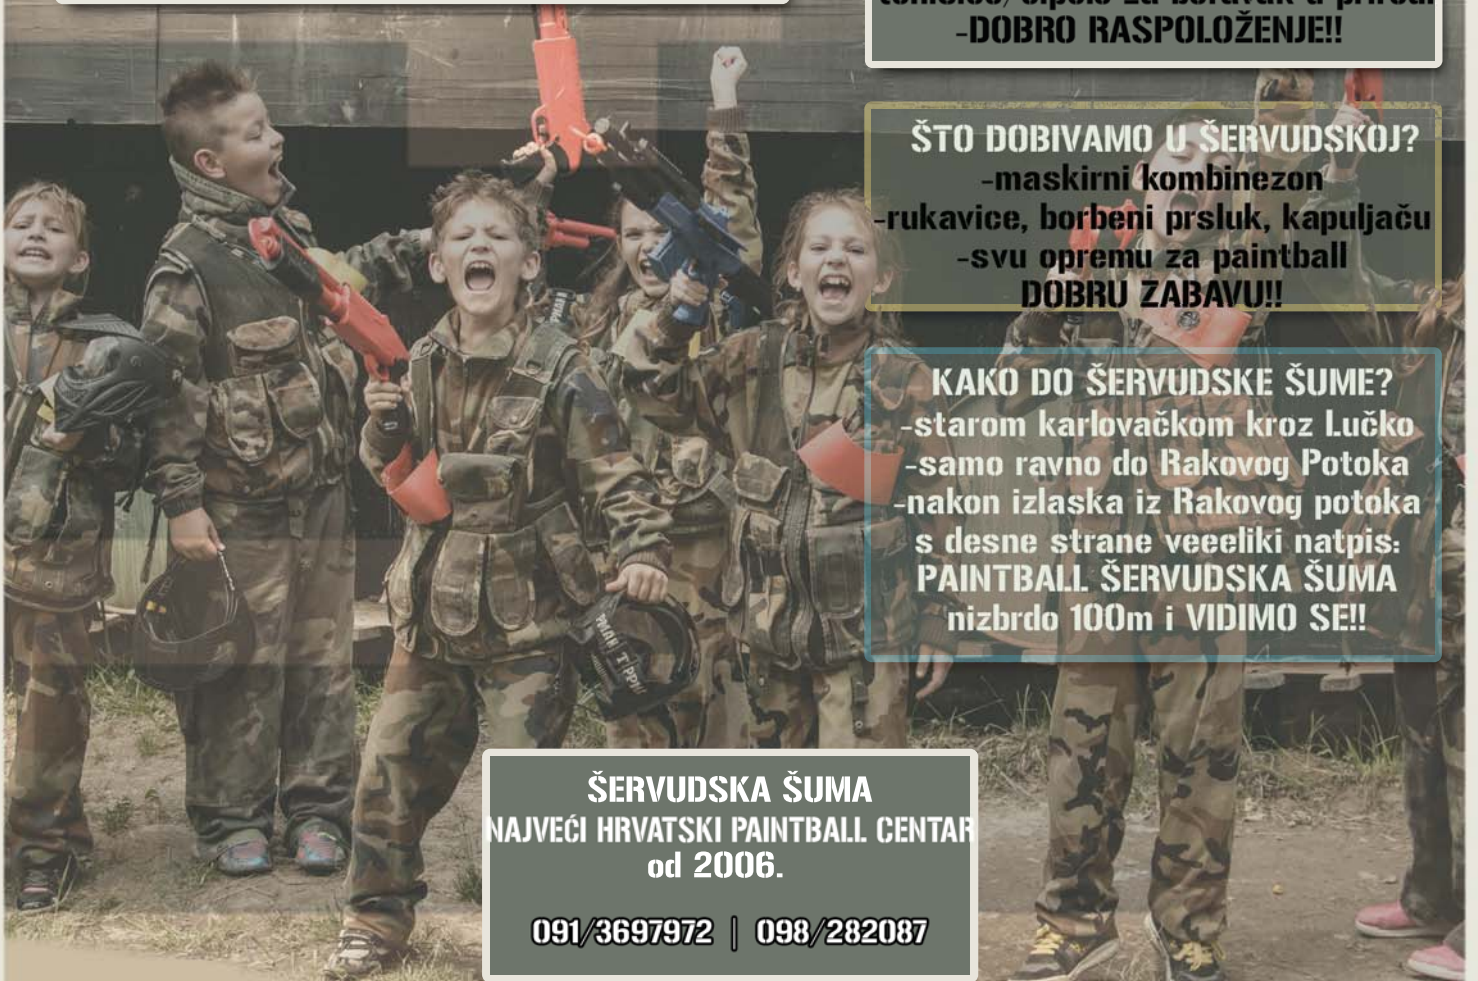 -DOBRO RASPOLOŽENJE!!
ŠTO DOBIVAMO U ŠERVUDSKOJ?
-maskirni kombinezon
-rukavice, borbeni prsluk, kapuljaču
-svu opremu za paintball
DOBRU ZABAVU!!
KAKO DO ŠERVUDSKE ŠUME?
-starom karlovačkom kroz Lučko
-samo ravno do Rakovog Potoka
-nakon izlaska iz Rakovog potoka
s desne strane veeeliki natpis:
PAINTBALL ŠERVUDSKA ŠUMA
nizbrdo 100m i VIDIMO SE!!
ŠERVUDSKA ŠUMA
NAJVEĆI HRVATSKI PAINTBALL CENTAR
od 2006.
091/3697972 | 098/282087